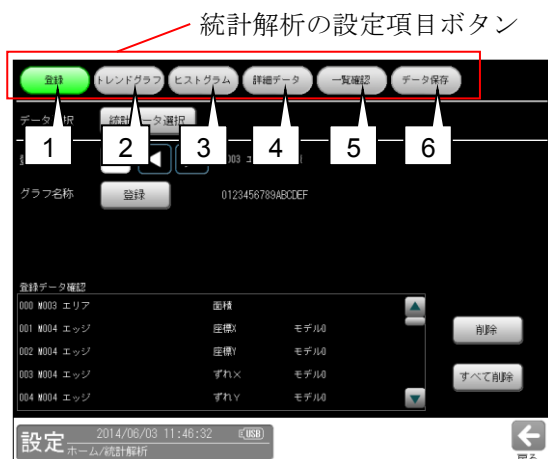 統計解析の設定項目ボタン
登録 トレンドグラフ ヒストグラム 詳細データ 一覧確認 データ保存
1 2 3 4 5 6
グラフ名称 登録 0123456789ABCDEF
登録データ確認
000 M003 エリア 面積
001 M004 エッジ 座標X モデル0
002 M004 エッジ 座標Y モデル0
003 M004 エッジ ずれX モデル0
004 M004 エッジ ずれY モデル0
削除
すべて削除
設定 2014/06/03 11:46:32 USB
ホーム/統計解析
戻る